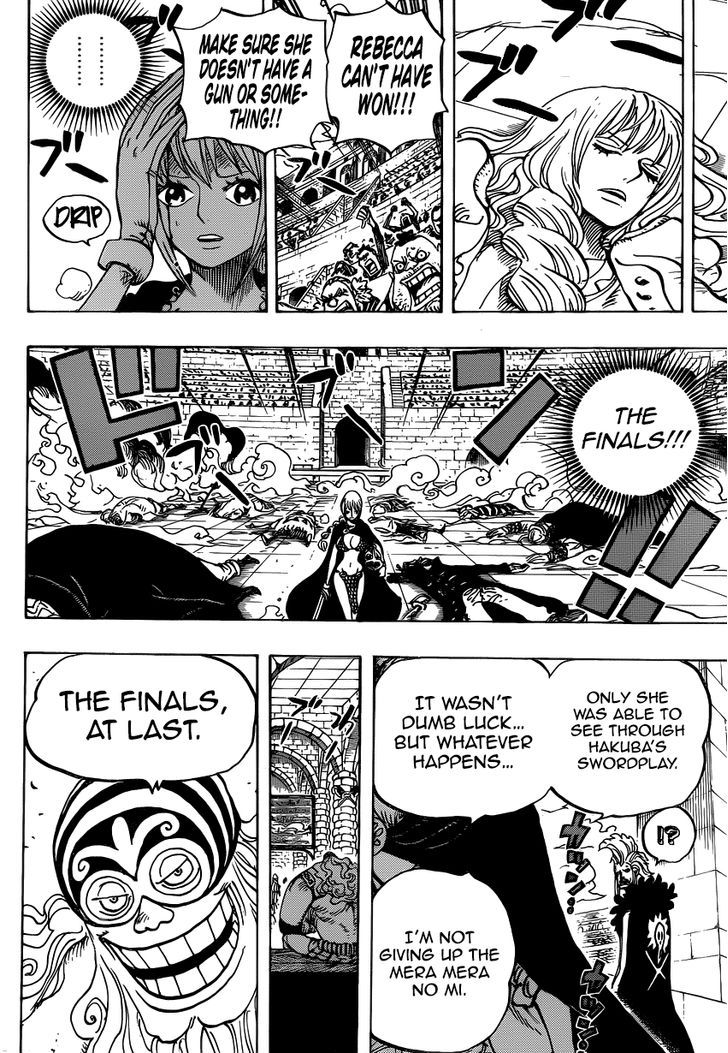 REBECCA
CAN'T HAVE
WON!!!
MAKE SURE SHE
DOESN'T HAVE A
GUN OR SOME-
THING!!
......
DRIP
THE
FINALS!!!
ONLY SHE
WAS ABLE TO
SEE THROUGH
HAKUBA'S
SWORDPLAY.
!?
IT WASN'T
DUMB LUCK...
BUT WHATEVER
HAPPENS...
I'M NOT
GIVING UP THE
MERA MERA
NO MI.
THE FINALS,
AT LAST.